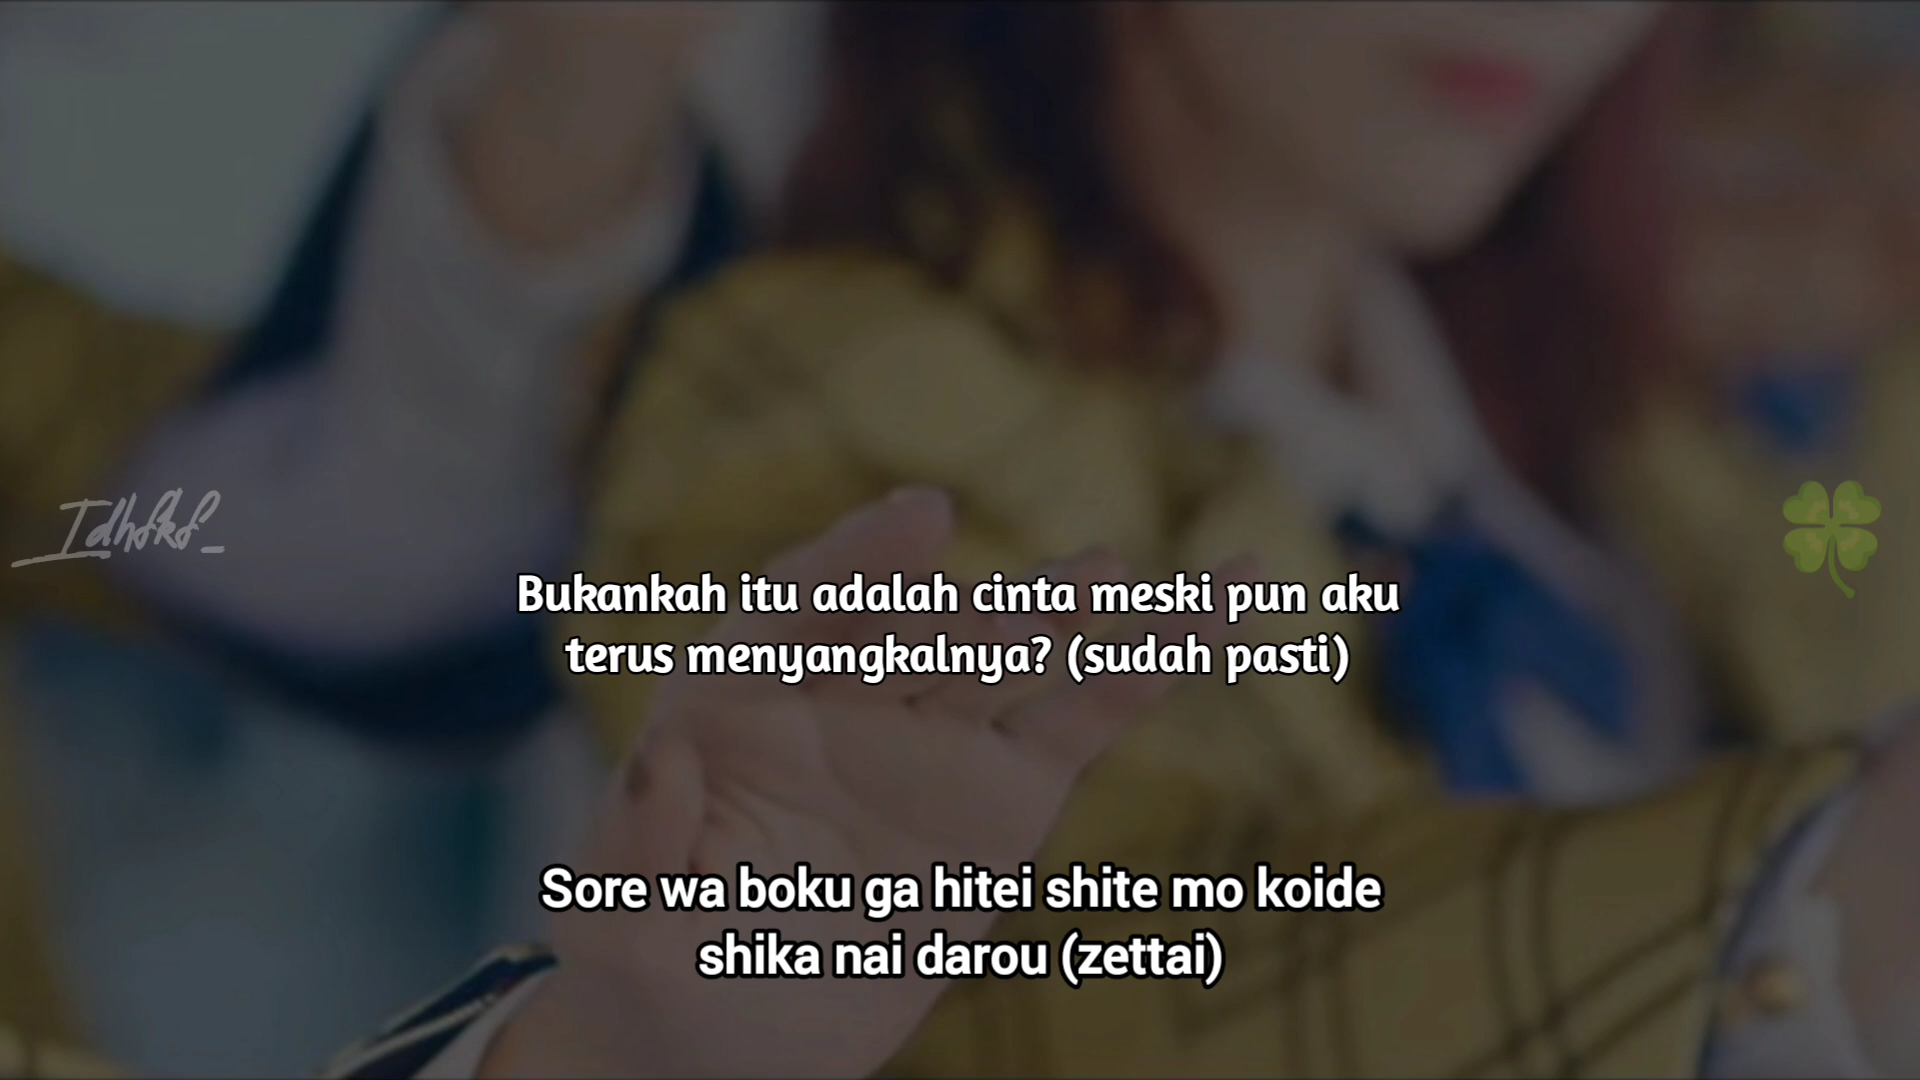 Idhoko_
Bukankah itu adalah cinta meski pun aku
terus menyangkalnya? (sudah pasti)
Sore wa boku ga hitei shite mo koide
shika nai darou (zettai)